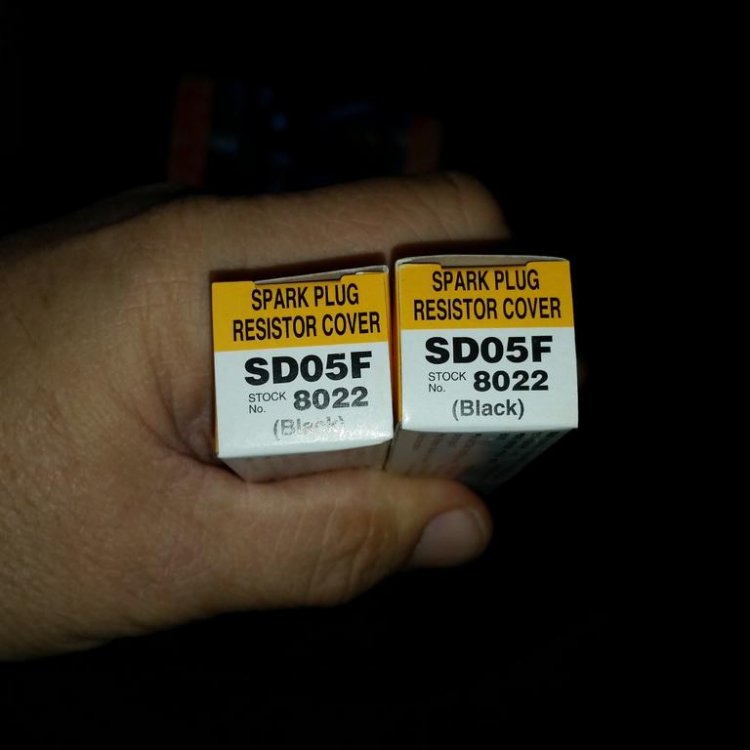 SPARK PLUG
RESISTOR COVER
SD05F
STOCK No. 8022
(Black)
SPARK PLUG
RESISTOR COVER
SD05F
STOCK No. 8022
(Black)